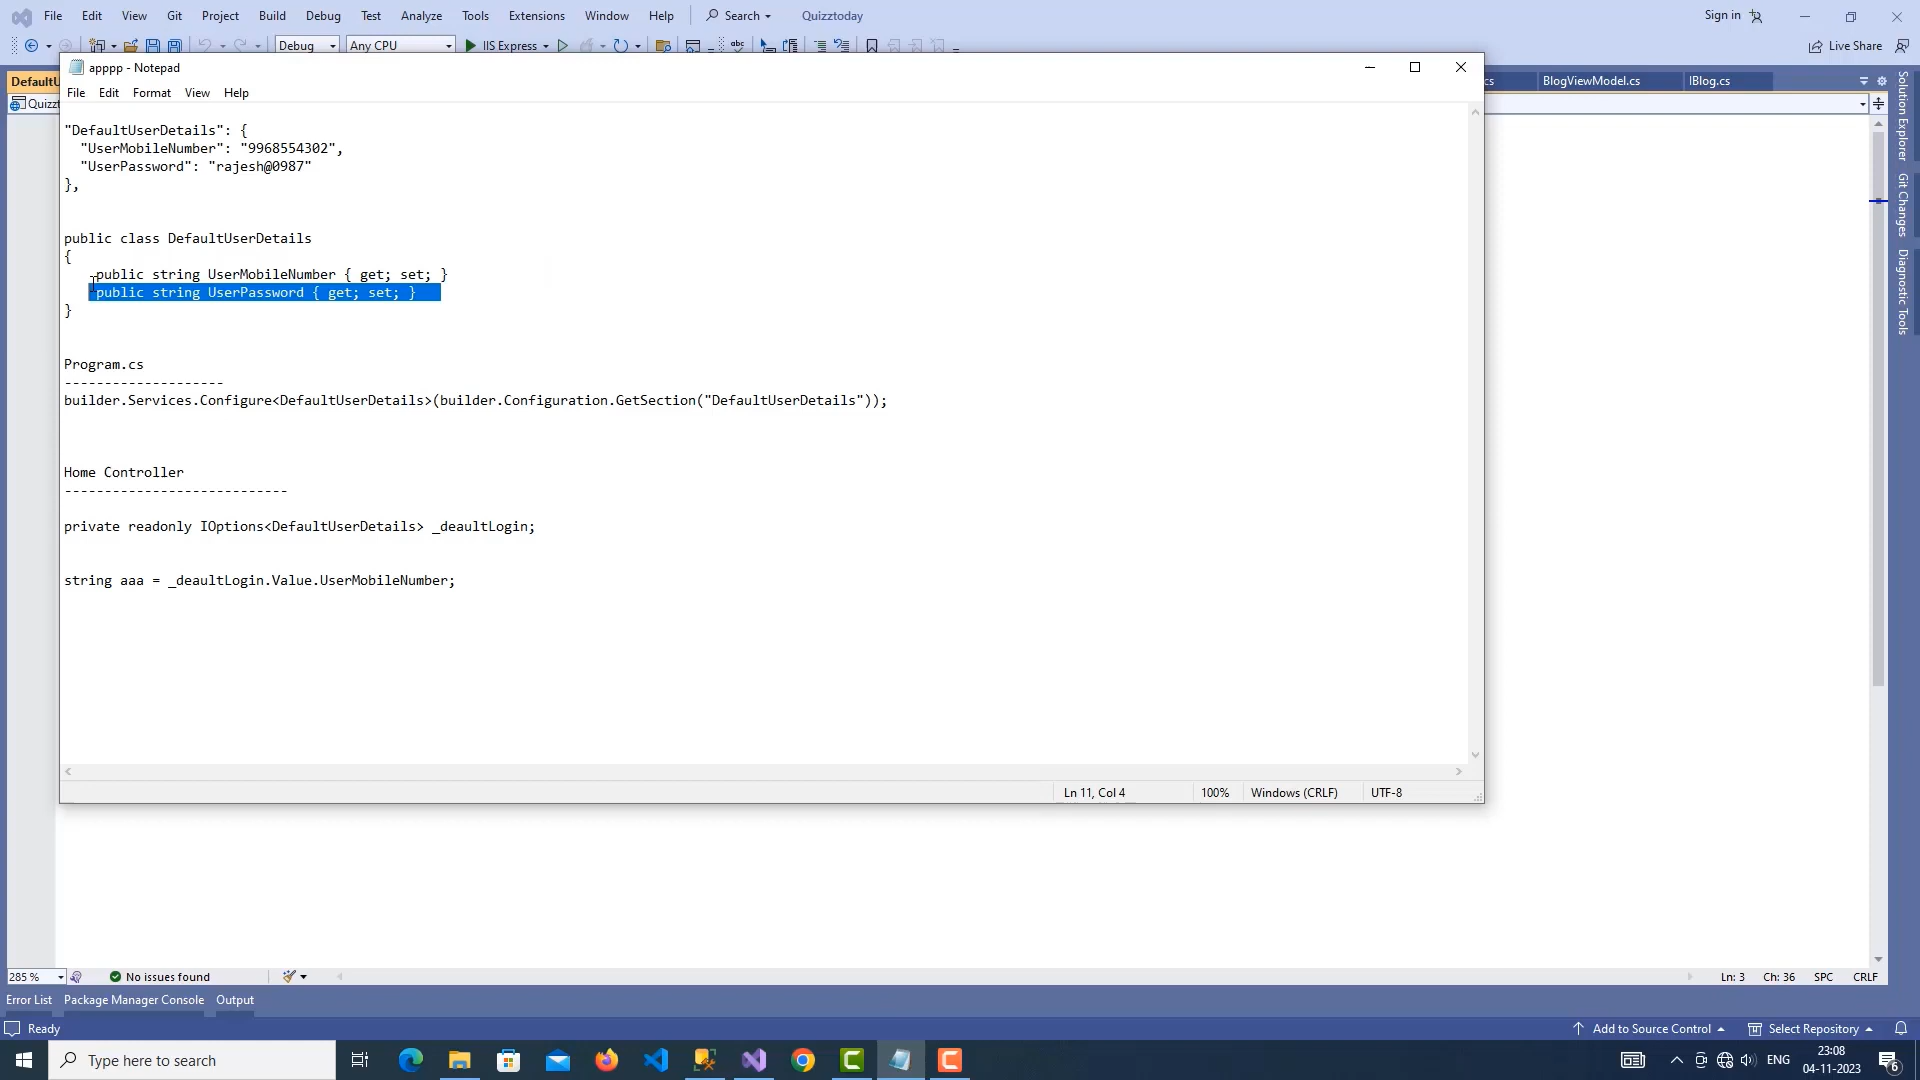 File Edit View Git Project Build Debug Test Analyze Tools Extensions Window Help Search Quizztoday Sign in
Debug Any CPU IIS Express Live Share
apppp - Notepad
DefaultU cs BlogViewModel.cs IBlog.cs
File Edit Format View Help
Quizzt
"DefaultUserDetails": {
"UserMobileNumber": "9968554302",
"UserPassword": "rajesh@0987"
},
public class DefaultUserDetails
{
public string UserMobileNumber { get; set; }
public string UserPassword { get; set; }
}
Program.cs
--------------------
builder.Services.Configure<DefaultUserDetails>(builder.Configuration.GetSection("DefaultUserDetails"));
Home Controller
----------------------------
private readonly IOptions<DefaultUserDetails> _deaultLogin;
string aaa = _deaultLogin.Value.UserMobileNumber;
Ln 11, Col 4 100% Windows (CRLF) UTF-8
Solution Explorer
Git Changes
Diagnostic Tools
285 % No issues found Ln: 3 Ch: 36 SPC CRLF
Error List Package Manager Console Output
Ready Add to Source Control Select Repository
Type here to search ENG 23:08
04-11-2023
6